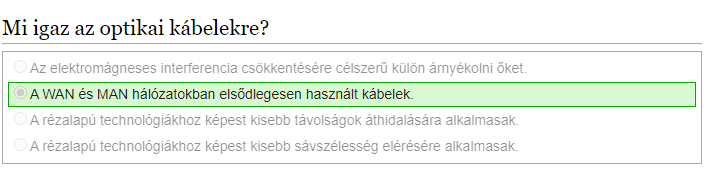 Mi igaz az optikai kábelekre?
Az elektromágneses interferencia csökkentésére célszerű külön árnyékolni őket.
A WAN és MAN hálózatokban elsődlegesen használt kábelek.
A rézalapú technológiákhoz képest kisebb távolságok áthidalására alkalmasak.
A rézalapú technológiákhoz képest kisebb sávszélesség elérésére alkalmasak.